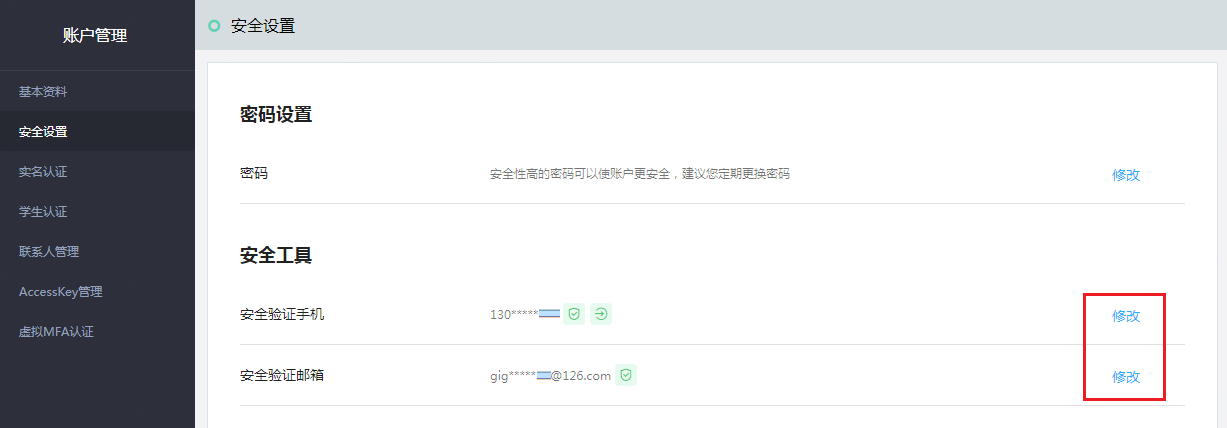 账户管理
基本资料
安全设置
实名认证
学生认证
联系人管理
AccessKey管理
虚拟MFA认证
安全设置
密码设置
密码 安全性高的密码可以使账户更安全，建议您定期更换密码 修改
安全工具
安全验证手机 130***** 修改
安全验证邮箱 gig*****@126.com 修改